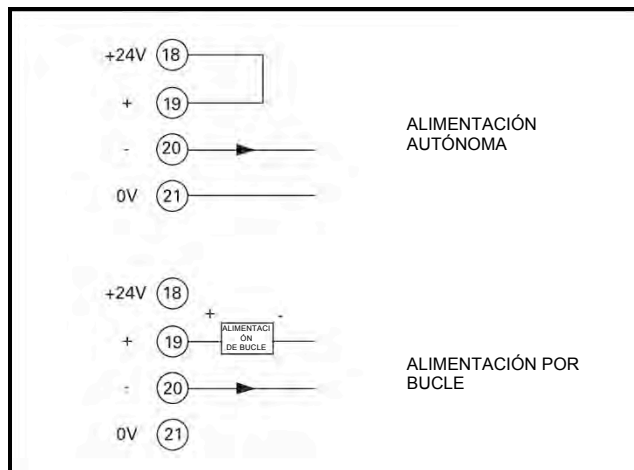 +24V 18
+ 19
- 20
0V 21
ALIMENTACIÓN
AUTÓNOMA
+24V 18
+ -
+ 19
ALIMENTACI
ÓN
DE BUCLE
- 20
0V 21
ALIMENTACIÓN POR
BUCLE